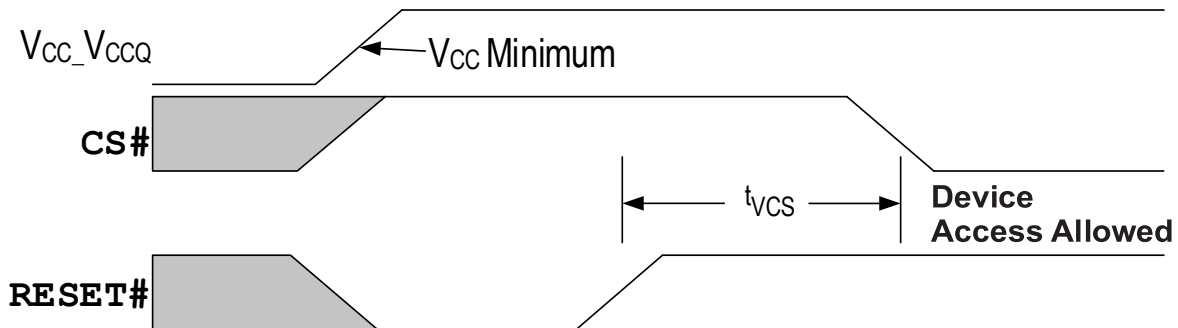 VCC_VCCQ
VCC Minimum
CS#
tVCS
Device
Access Allowed
RESET#